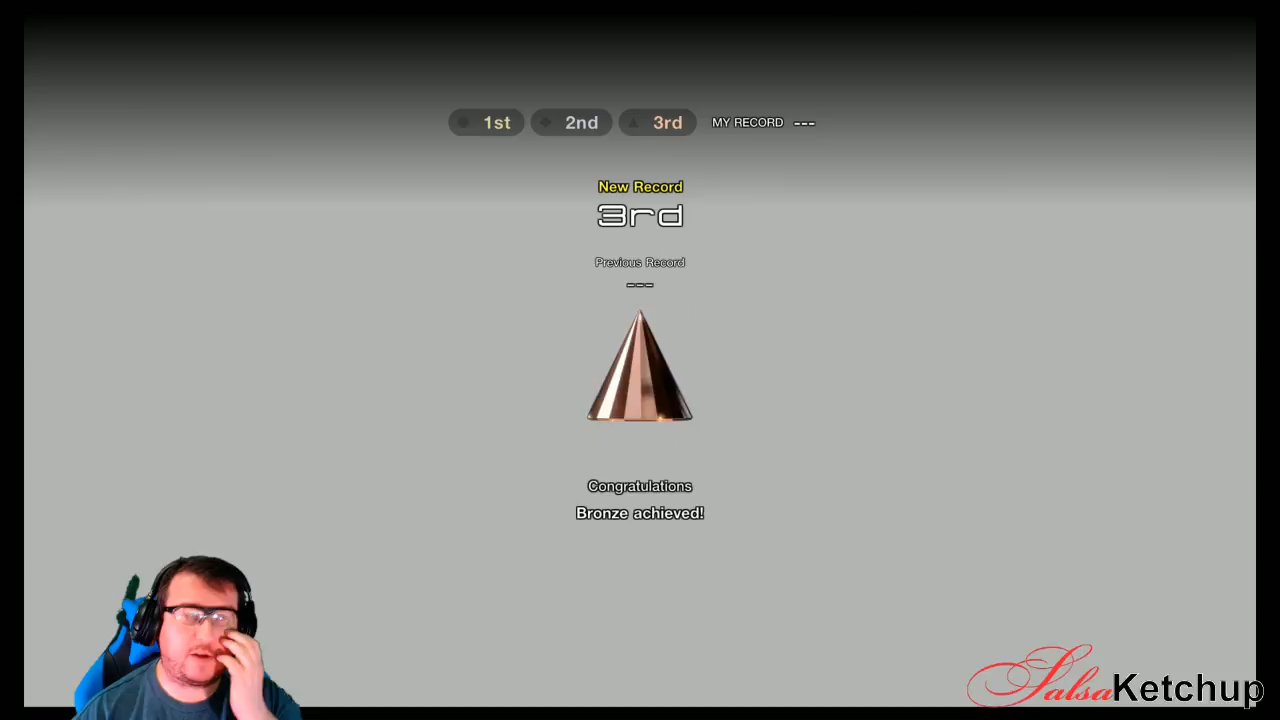 1st 2nd 3rd MY RECORD ---
New Record
3rd
Previous Record
---
Congratulations
Bronze achieved!
SalsaKetchup